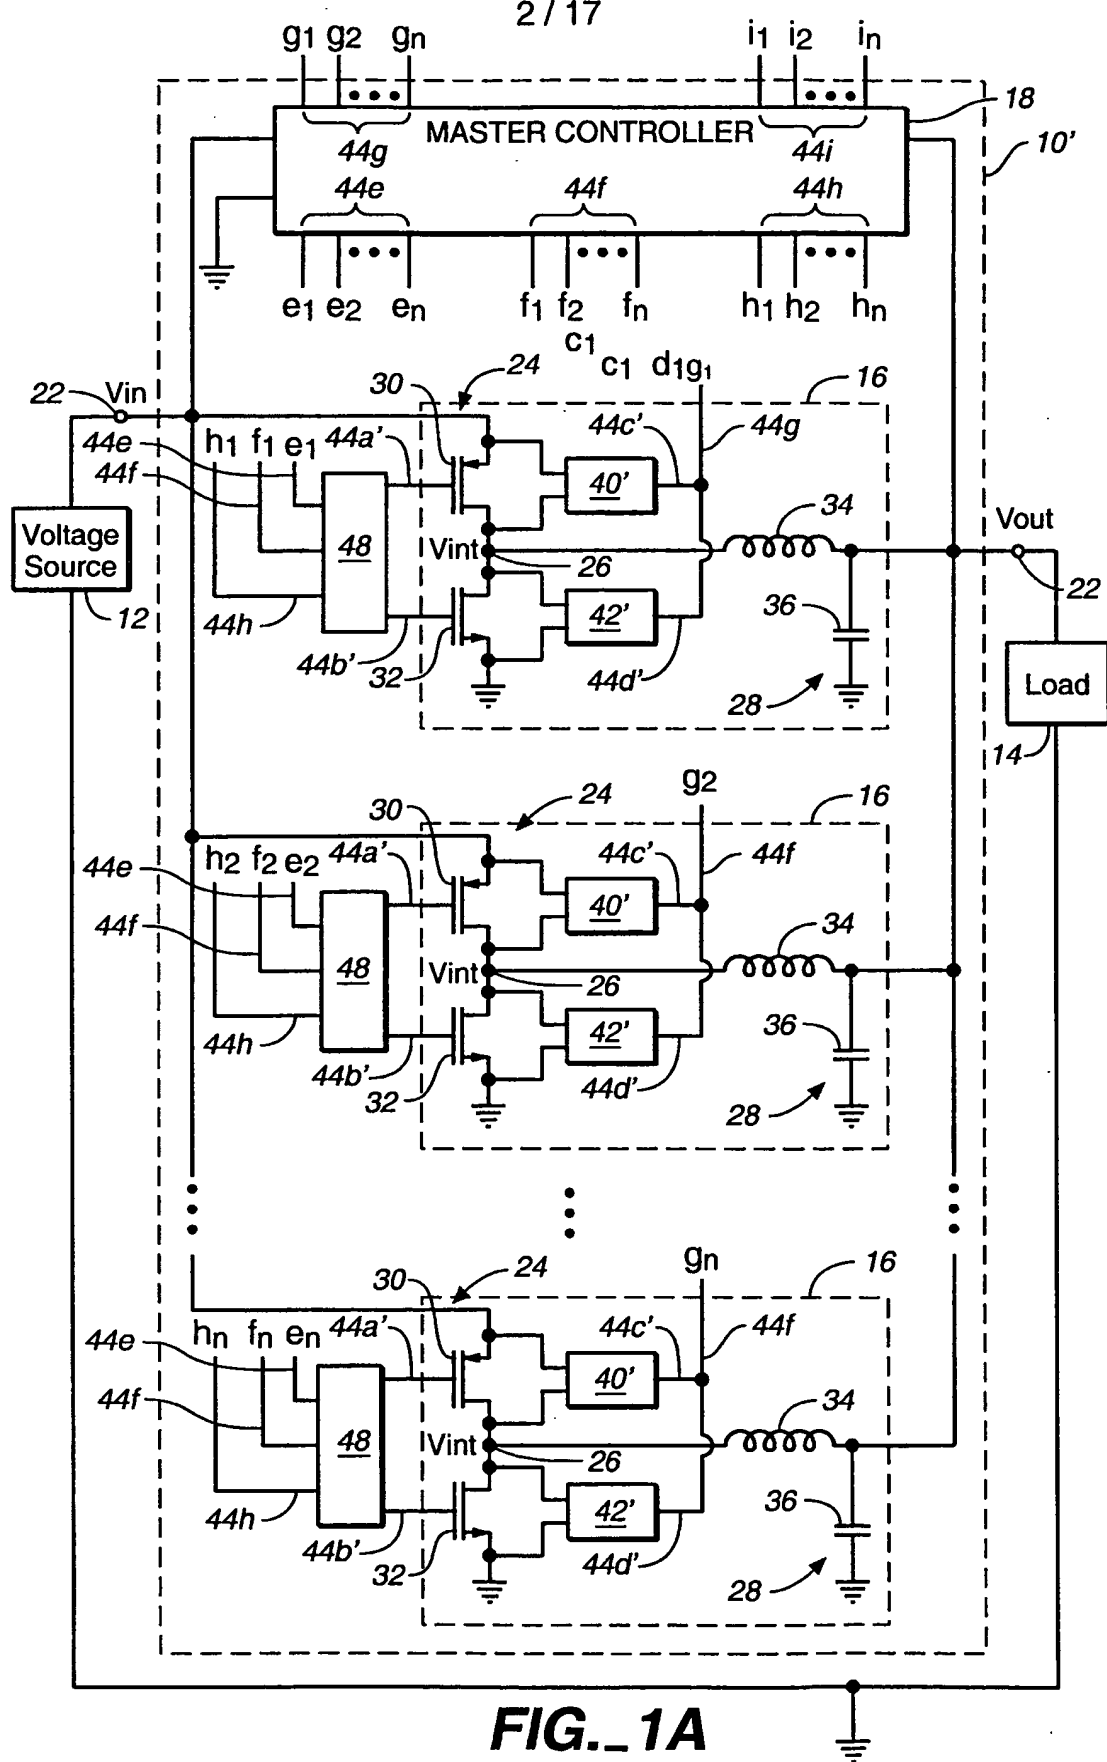 2 / 17
g1 g2 gn i1 i2 in
18
MASTER CONTROLLER
10'
44g 44i
44e 44f 44h
e1 e2 en f1 f2 fn h1 h2 hn
c1
c1 d1g1
30 24 16
22 Vin
44e h1 f1 e1 44a' 44c' 44g
44f
40'
34
Voltage
Source
48
Vint
26
Vout
22
12
44h
42'
36
44b' 32 44d'
28
Load
14
g2
30 24 16
44e h2 f2 e2 44a' 44c' 44f
44f
40'
34
48
Vint
26
44h
42'
36
44b'
32
44d'
28
gn
30 24 16
44e hn fn en 44a' 44c' 44f
44f
40'
34
48
Vint
26
44h
42'
36
44b'
32
44d'
28
FIG._1A